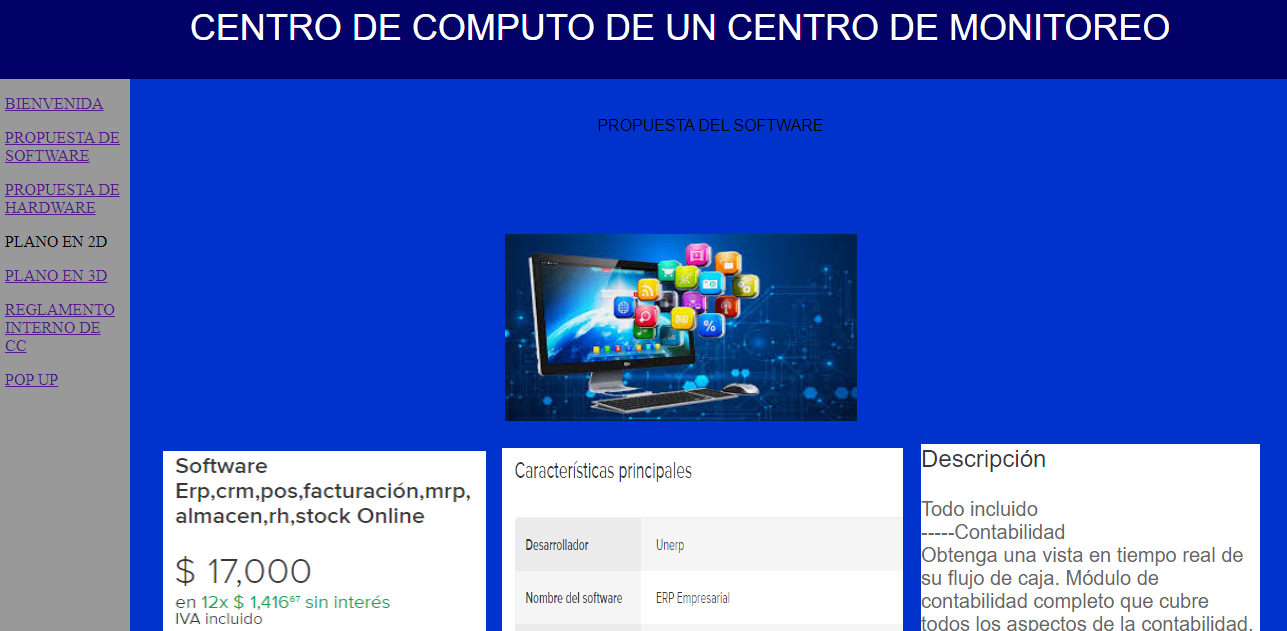 CENTRO DE COMPUTO DE UN CENTRO DE MONITOREO
BIENVENIDA
PROPUESTA DE
SOFTWARE
PROPUESTA DE
HARDWARE
PLANO EN 2D
PLANO EN 3D
REGLAMENTO
INTERNO DE
CC
POP UP
PROPUESTA DEL SOFTWARE
%
Software
Erp,crm,pos,facturación,mrp,
almacen,rh,stock Online
$ 17,000
en 12x $ 1,416⁶⁷ sin interés
IVA incluido
Características principales
Desarrollador Unerp
Nombre del software ERP Empresarial
Descripción
Todo incluido
-----Contabilidad
Obtenga una vista en tiempo real de
su flujo de caja. Módulo de
contabilidad completo que cubre
todos los aspectos de la contabilidad.